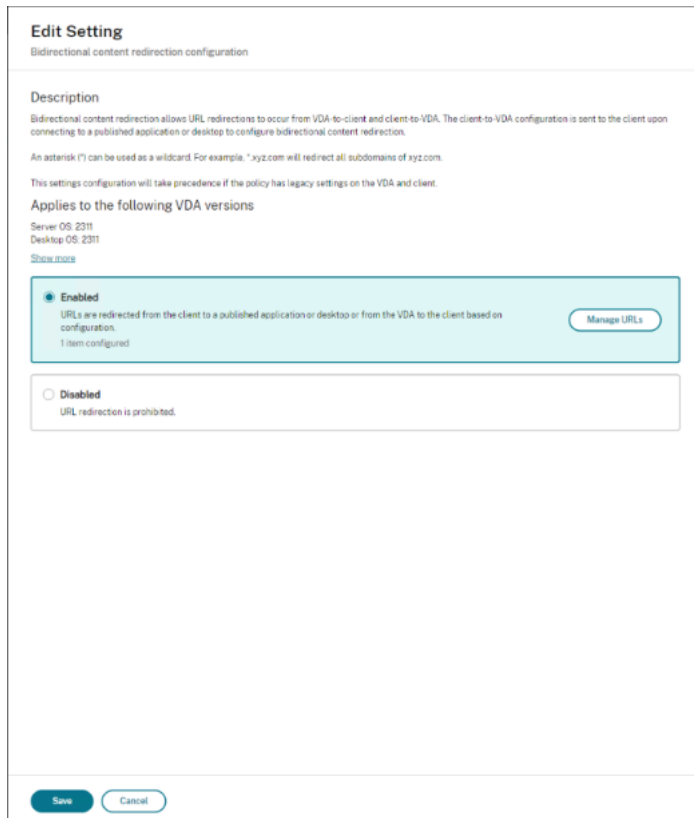 Edit Setting
Bidirectional content redirection configuration
Description
Bidirectional content redirection allows URL redirections to occur from VDA-to-client and client-to-VDA. The client-to-VDA configuration is sent to the client upon
connecting to a published application or desktop to configure bidirectional content redirection.
An asterisk (*) can be used as a wildcard. For example, *.xyz.com will redirect all subdomains of xyz.com.
This settings configuration will take precedence if the policy has legacy settings on the VDA and client.
Applies to the following VDA versions
Server OS: 2311
Desktop OS: 2311
Show more
Enabled
URLs are redirected from the client to a published application or desktop or from the VDA to the client based on
configuration.
1 item configured
Manage URLs
Disabled
URL redirection is prohibited.
Save
Cancel